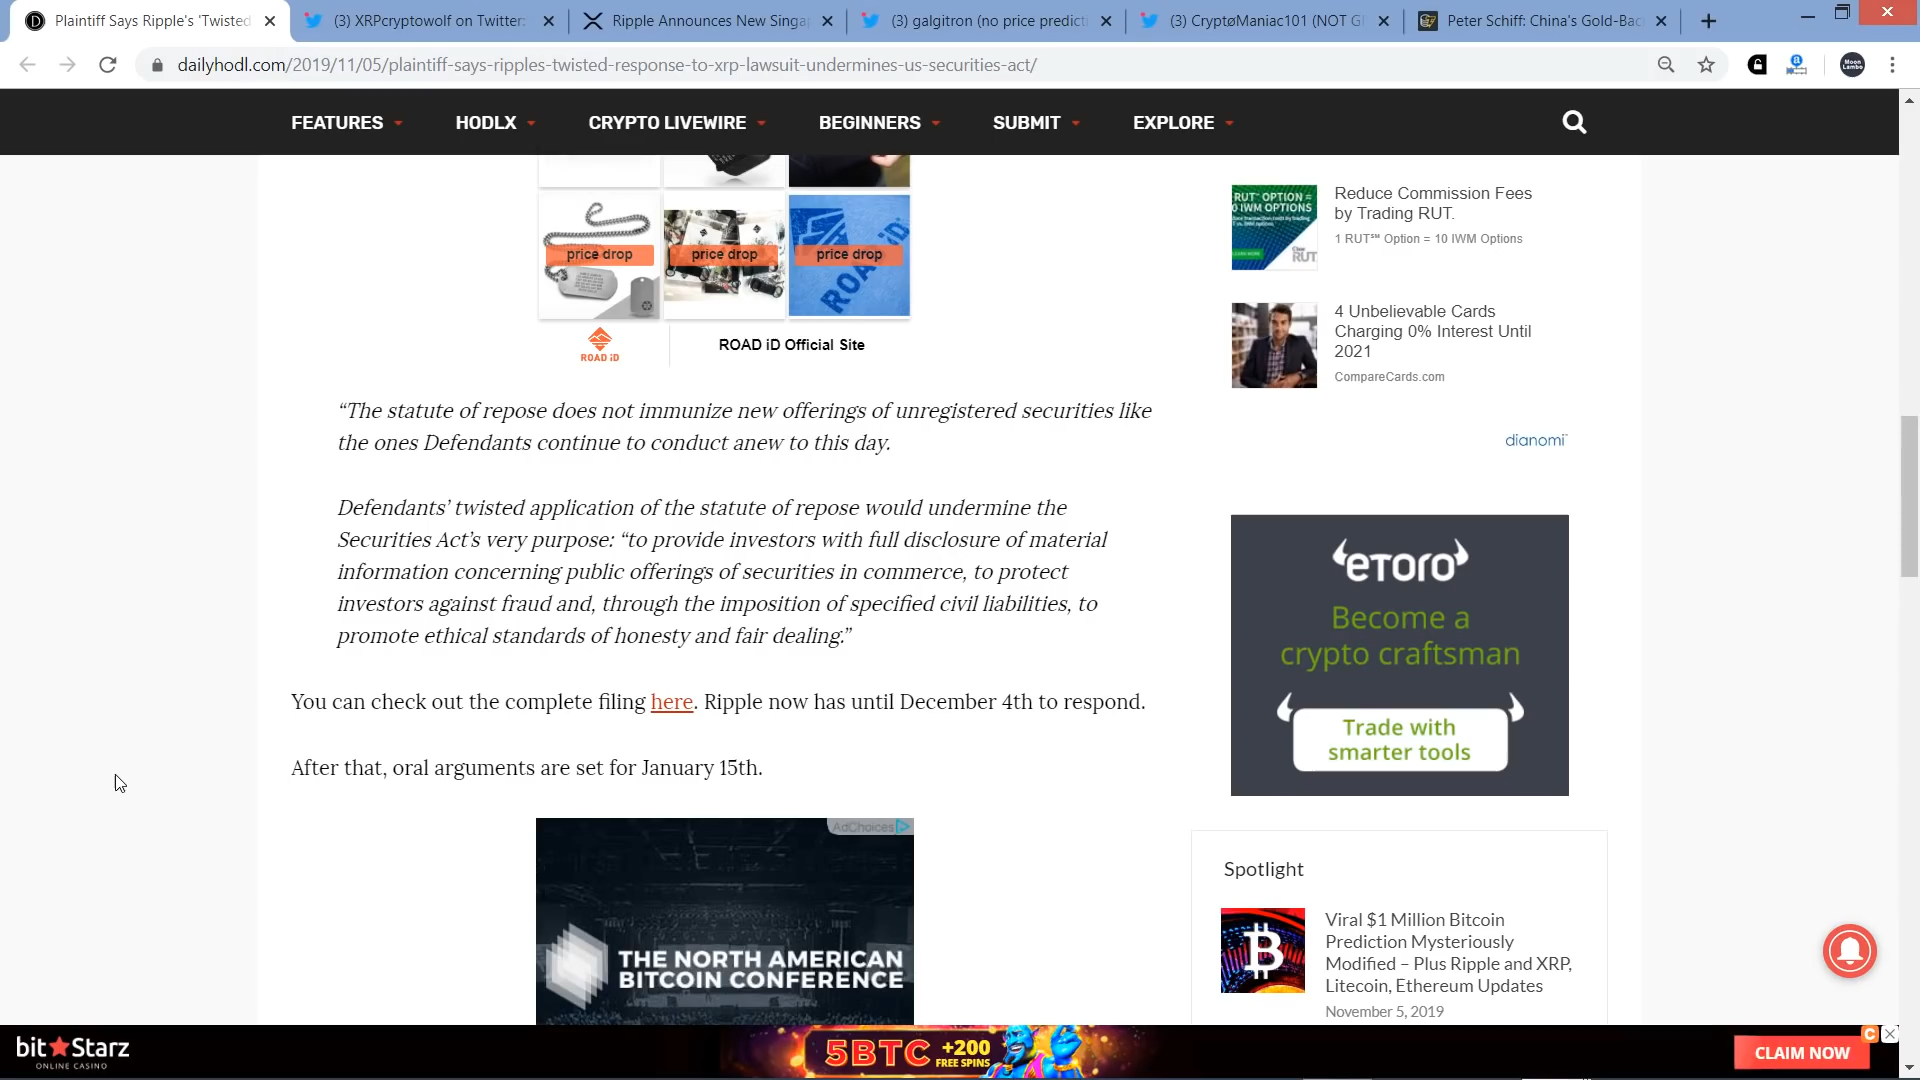 Plaintiff Says Ripple's 'Twisted
(3) XRPcryptowolf on Twitter:
Ripple Announces New Singa
(3) galgitron (no price predicti
(3) CryptøManiac101 (NOT GI
Peter Schiff: China's Gold-Bac
dailyhodl.com/2019/11/05/plaintiff-says-ripples-twisted-response-to-xrp-lawsuit-undermines-us-securities-act/
Moon
Lambo
FEATURES
HODLX
CRYPTO LIVEWIRE
BEGINNERS
SUBMIT
EXPLORE
price drop
price drop
price drop
ROAD iD
ROAD iD Official Site
“The statute of repose does not immunize new offerings of unregistered securities like
the ones Defendants continue to conduct anew to this day.
Defendants’ twisted application of the statute of repose would undermine the
Securities Act’s very purpose: “to provide investors with full disclosure of material
information concerning public offerings of securities in commerce, to protect
investors against fraud and, through the imposition of specified civil liabilities, to
promote ethical standards of honesty and fair dealing.”
You can check out the complete filing here. Ripple now has until December 4th to respond.
After that, oral arguments are set for January 15th.
AdChoices
THE NORTH AMERICAN
BITCOIN CONFERENCE
RUT℠ OPTION =
0 IWM OPTIONS
RUT
Reduce Commission Fees
by Trading RUT.
1 RUT℠ Option = 10 IWM Options
4 Unbelievable Cards
Charging 0% Interest Until
2021
CompareCards.com
dianomi
eToro
Become a
crypto craftsman
Trade with
smarter tools
Spotlight
Viral $1 Million Bitcoin
Prediction Mysteriously
Modified – Plus Ripple and XRP,
Litecoin, Ethereum Updates
November 5, 2019
bitStarz
ONLINE CASINO
5BTC +200
FREE SPINS
CLAIM NOW